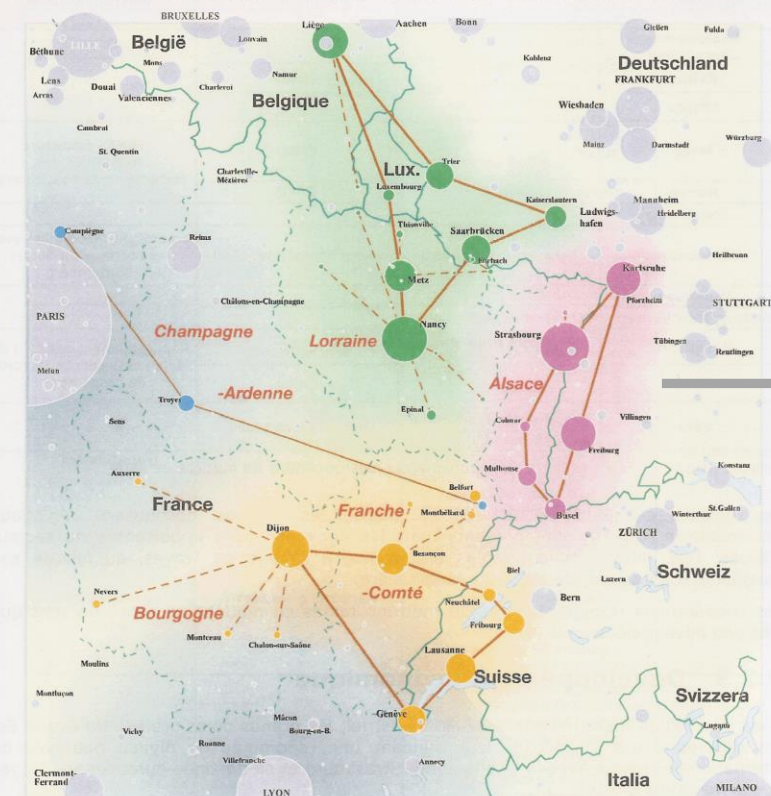 BRUXELLES
Liège
Aachen
Bonn
Gießen
Fulda
LILLE
België
Louvain
Béthune
Mons
Koblenz
Deutschland
Lens
Douai
Charleroi
Namur
FRANKFURT
Arras
Valenciennes
Belgique
Wiesbaden
Cambrai
Mainz
Darmstadt
Würzburg
St. Quentin
Charleville-
Mézières
Lux.
Trier
Luxembourg
Kaiserslautern
Mannheim
Ludwigs-
hafen
Heidelberg
Thionville
Compiègne
Reims
Saarbrücken
Forbach
Heilbronn
Metz
Karlsruhe
Châlons-en-Champagne
Pforzheim
STUTTGART
PARIS
Champagne
Lorraine
Nancy
Strasbourg
Tübingen
Reutlingen
Melun
Alsace
-Ardenne
Troyes
Epinal
Sens
Colmar
Villingen
Freiburg
Auxerre
Mulhouse
Konstanz
Belfort
France
Franche
Montbéliard
Basel
Winterthur
St.Gallen
Dijon
ZÜRICH
Besançon
Biel
Schweiz
Luzern
Nevers
-Comté
Neuchâtel
Bern
Bourgogne
Fribourg
Montceau
Chalon-sur-Saône
Lausanne
Moulins
Suisse
Montluçon
Svizzera
Genève
Mâcon
Bourg-en-B.
Lugano
Vichy
Roanne
Villefranche
Annecy
Clermont-
Ferrand
Italia
LYON
MILANO